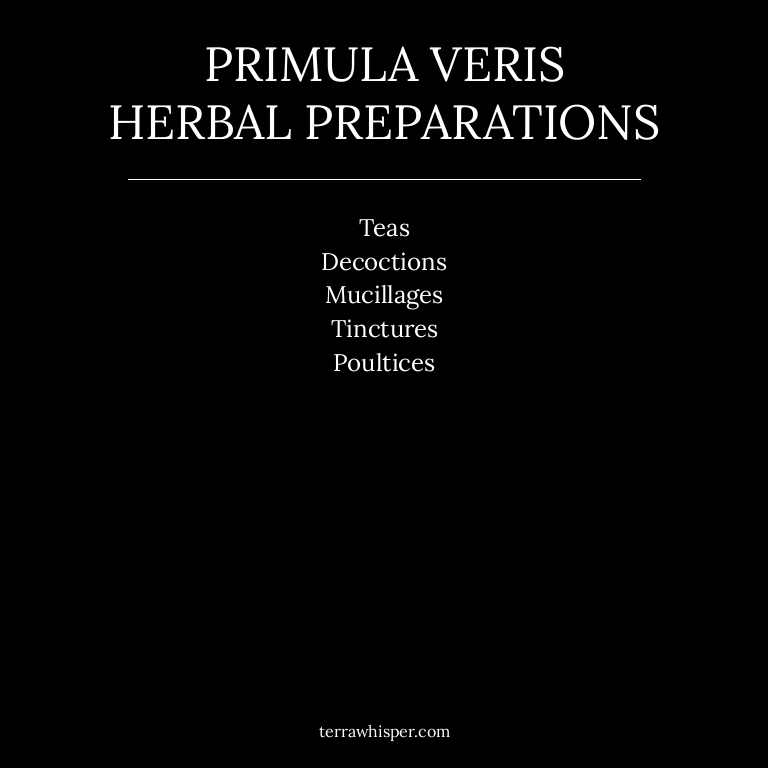 PRIMULA VERIS
HERBAL PREPARATIONS
Teas
Decoctions
Mucillages
Tinctures
Poultices
terrawhisper.com